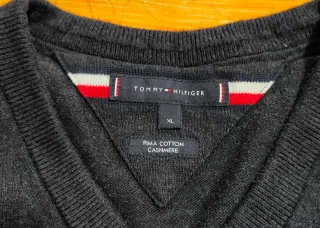 TOMMY HILFIGER
XL
PIMA COTTON
CASHMERE